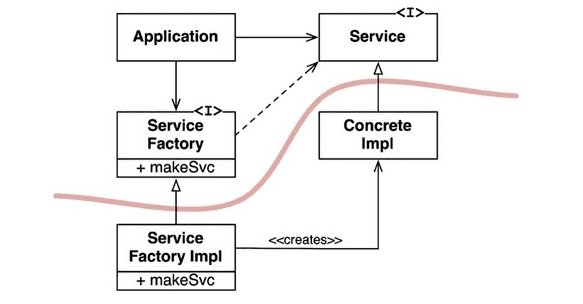 <I>
Application
Service
<I>
Service
Factory
+ makeSvc
Concrete
Impl
Service
Factory Impl
+ makeSvc
<<creates>>